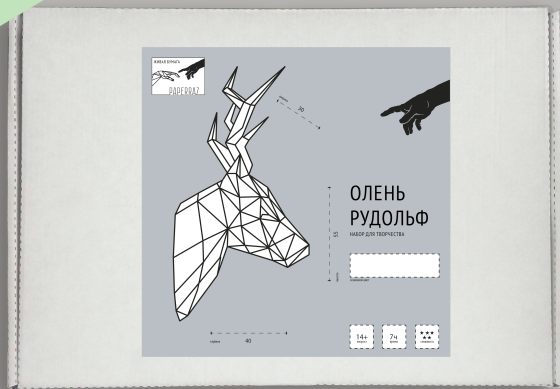 ЖИВАЯ БУМАГА
PAPERRAZ
30
ОЛЕНЬ
РУДОЛЬФ
НАБОР ДЛЯ ТВОРЧЕСТВА
55
40
14+
7ч